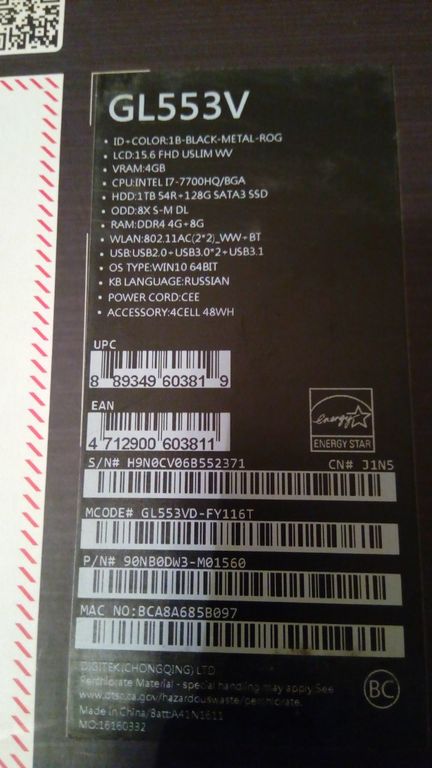 GL553V
• ID+COLOR:1B-BLACK-METAL-ROG
• LCD:15.6 FHD USLIM WV
• VRAM:4GB
• CPU:INTEL I7-7700HQ/BGA
• HDD:1TB 54R+128G SATA3 SSD
• ODD:8X S-M DL
• RAM:DDR4 4G+8G
• WLAN:802.11AC(2*2)_WW+BT
• USB:USB2.0+USB3.0*2+USB3.1
• OS TYPE:WIN10 64BIT
• KB LANGUAGE:RUSSIAN
• POWER CORD:CEE
• ACCESSORY:4CELL 48WH
UPC
8 89349 60381 9
EAN
4 712900 603811
energy
ENERGY STAR
S/N# H9N0CV06B552371 CN# J1N5
MCODE# GL553VD-FY116T
P/N# 90NB0DW3-M01560
MAC NO:BCA8A685B097
DIGITEK (CHONGQING) LTD
Perchlorate Material - special handling may apply. See
www.dtsc.ca.gov/hazardouswaste/perchlorate.
Made in China/Batt:A41N1611
MO:16160332
BC